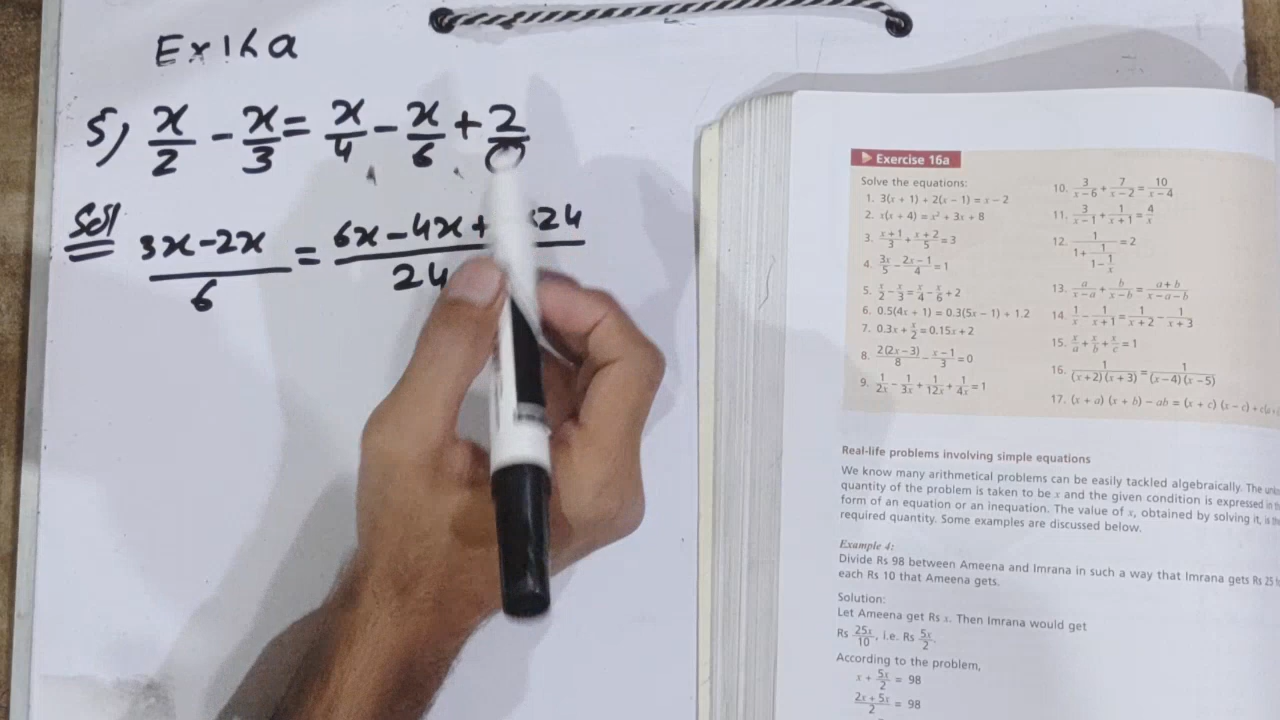 Ex 16a
5) x/2 - x/3 = x/4 - x/6 + 2/
Sol
3x-2x/6 = 6x-4x+ 24/24
Exercise 16a
Solve the equations:
1. 3(x + 1) + 2(x − 1) = x − 2
2. x(x + 4) = x² + 3x + 8
3. x+1/3 + x+2/5 = 3
4. 3x/5 − 2x−1/4 = 1
5. x/2 − x/3 = x/4 − x/6 + 2
6. 0.5(4x + 1) = 0.3(5x − 1) + 1.2
7. 0.3x + x/2 = 0.15x + 2
8. 2(2x−3)/8 − x−1/3 = 0
9. 1/2x − 1/3x + 1/12x + 1/4x = 1
10. 3/x−6 + 7/x−2 = 10/x−4
11. 3/x−1 + 1/x+1 = 4/x
12. 1/1+1/1−1/x = 2
13. a/x−a + b/x−b = a+b/x−a−b
14. 1/x − 1/x+1 = 1/x+2 − 1/x+3
15. x/a + x/b + x/c = 1
16. 1/(x+2)(x+3) = 1/(x−4)(x−5)
17. (x + a) (x + b) − ab = (x + c) (x − c) +
Real-life problems involving simple equations
We know many arithmetical problems can be easily tackled algebraically. The
quantity of the problem is taken to be x and the given condition is expressed in
form of an equation or an inequation. The value of x, obtained by solving it, is
required quantity. Some examples are discussed below.
Example 4:
Divide Rs 98 between Ameena and Imrana in such a way that Imrana gets Rs 25
each Rs 10 that Ameena gets.
Solution:
Let Ameena get Rs x. Then Imrana would get
Rs 25x/10, i.e. Rs 5x/2.
According to the problem,
x + 5x/2 = 98
2x + 5x/2 = 98